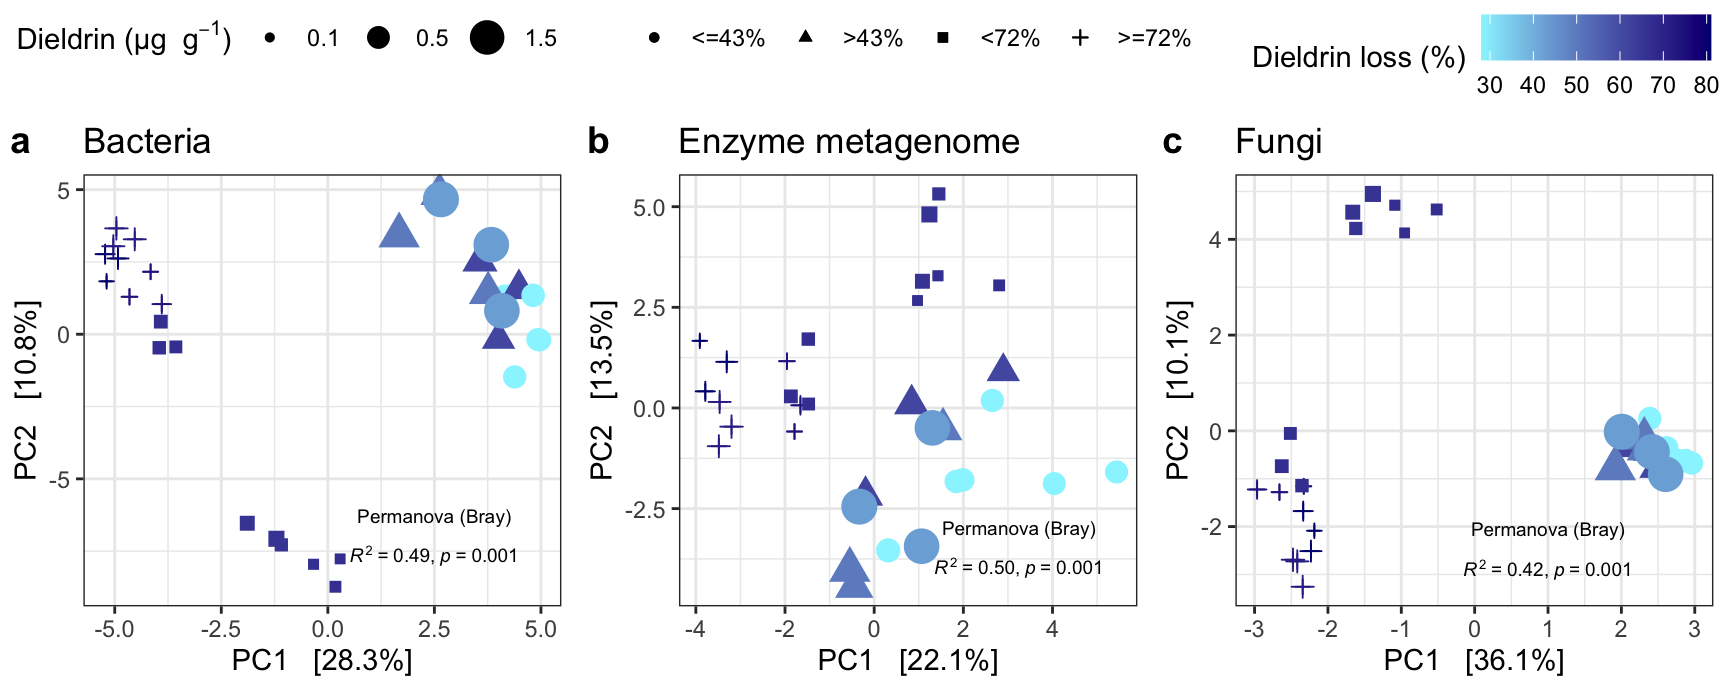 Dieldrin (µg g⁻¹) 0.1 0.5 1.5 <=43% >43% <72% >=72%
Dieldrin loss (%)
30 40 50 60 70 80
a Bacteria
5
0
-5
PC2 [10.8%]
Permanova (Bray)
R² = 0.49, p = 0.001
-5.0 -2.5 0.0 2.5 5.0
PC1 [28.3%]
b Enzyme metagenome
5.0
2.5
0.0
-2.5
PC2 [13.5%]
Permanova (Bray)
R² = 0.50, p = 0.001
-4 -2 0 2 4
PC1 [22.1%]
c Fungi
4
2
0
-2
PC2 [10.1%]
Permanova (Bray)
R² = 0.42, p = 0.001
-3 -2 -1 0 1 2 3
PC1 [36.1%]